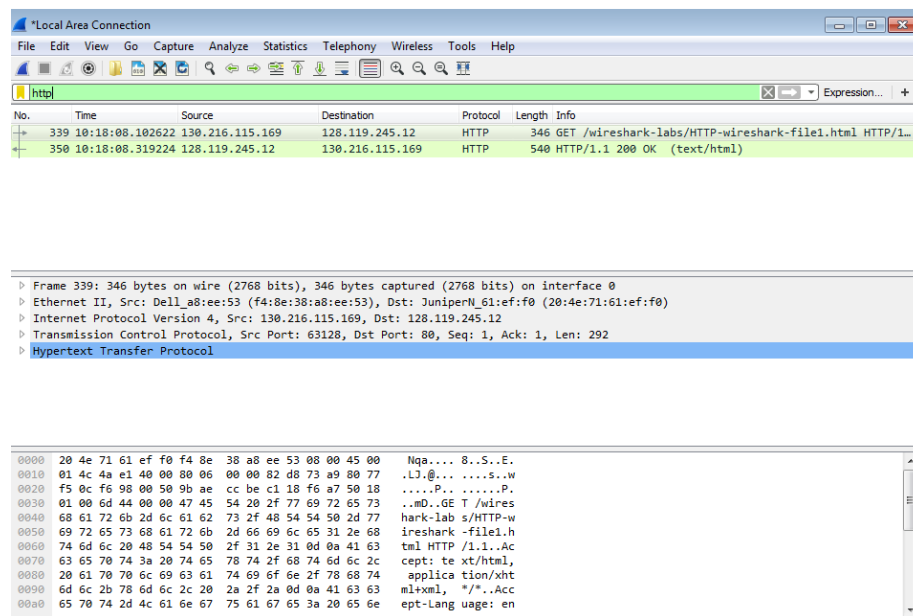 *Local Area Connection
File Edit View Go Capture Analyze Statistics Telephony Wireless Tools Help
http Expression... +
No. Time Source Destination Protocol Length Info
339 10:18:08.102622 130.216.115.169 128.119.245.12 HTTP 346 GET /wireshark-labs/HTTP-wireshark-file1.html HTTP/1…
350 10:18:08.319224 128.119.245.12 130.216.115.169 HTTP 540 HTTP/1.1 200 OK (text/html)
Frame 339: 346 bytes on wire (2768 bits), 346 bytes captured (2768 bits) on interface 0
Ethernet II, Src: Dell_a8:ee:53 (f4:8e:38:a8:ee:53), Dst: JuniperN_61:ef:f0 (20:4e:71:61:ef:f0)
Internet Protocol Version 4, Src: 130.216.115.169, Dst: 128.119.245.12
Transmission Control Protocol, Src Port: 63128, Dst Port: 80, Seq: 1, Ack: 1, Len: 292
Hypertext Transfer Protocol
0000 20 4e 71 61 ef f0 f4 8e 38 a8 ee 53 08 00 45 00 Nqa.... 8..S..E.
0010 01 4c 4a e1 40 00 80 06 00 00 82 d8 73 a9 80 77 .LJ.@... ....s..w
0020 f5 0c f6 98 00 50 9b ae cc be c1 18 f6 a7 50 18 .....P.. ......P.
0030 01 00 6d 44 00 00 47 45 54 20 2f 77 69 72 65 73 ..mD..GE T /wires
0040 68 61 72 6b 2d 6c 61 62 73 2f 48 54 54 50 2d 77 hark-lab s/HTTP-w
0050 69 72 65 73 68 61 72 6b 2d 66 69 6c 65 31 2e 68 ireshark -file1.h
0060 74 6d 6c 20 48 54 54 50 2f 31 2e 31 0d 0a 41 63 tml HTTP /1.1..Ac
0070 63 65 70 74 3a 20 74 65 78 74 2f 68 74 6d 6c 2c cept: te xt/html,
0080 20 61 70 70 6c 69 63 61 74 69 6f 6e 2f 78 68 74 applica tion/xht
0090 6d 6c 2b 78 6d 6c 2c 20 2a 2f 2a 0d 0a 41 63 63 ml+xml, */*..Acc
00a0 65 70 74 2d 4c 61 6e 67 75 61 67 65 3a 20 65 6e ept-Lang uage: en